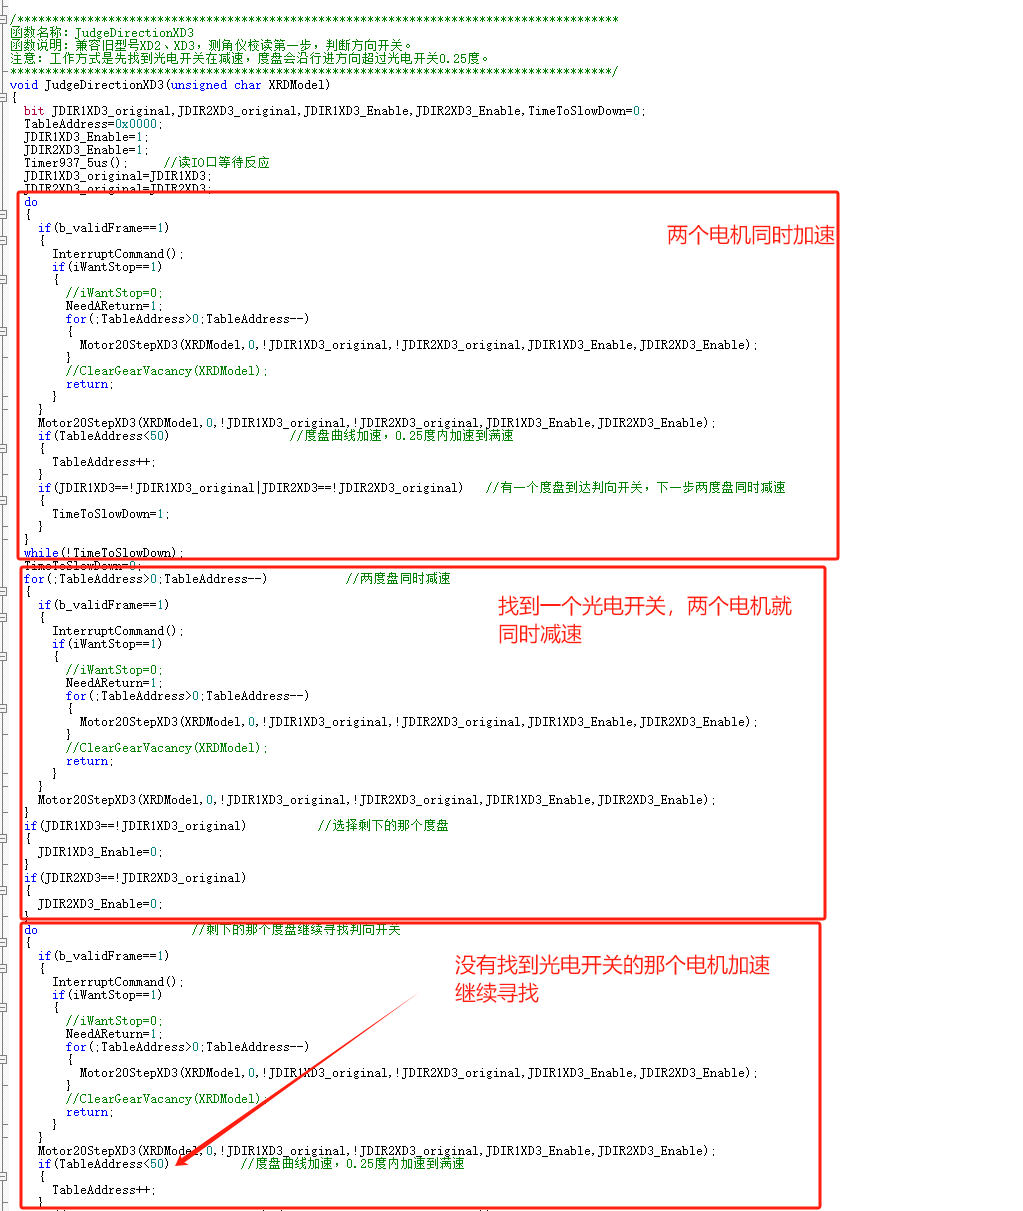 /**************************************************************************************
函数名称：JudgeDirectionXD3
函数说明：兼容旧型号XD2、XD3，测角仪校读第一步，判断方向开关。
注意：工作方式是先找到光电开关在减速，度盘会沿行进方向超过光电开关0.25度。
**************************************************************************************/
void JudgeDirectionXD3(unsigned char XRDModel)
{
bit JDIR1XD3_original,JDIR2XD3_original,JDIR1XD3_Enable,JDIR2XD3_Enable,TimeToSlowDown=0;
TableAddress=0x0000;
JDIR1XD3_Enable=1;
JDIR2XD3_Enable=1;
Timer937_5us(); //读IO口等待反应
JDIR1XD3_original=JDIR1XD3;
JDIR2XD3_original=JDIR2XD3;
do
{
if(b_validFrame==1)
{
InterruptCommand();
if(iWantStop==1)
{
//iWantStop=0;
NeedAReturn=1;
for(;TableAddress>0;TableAddress--)
{
Motor20StepXD3(XRDModel,0,!JDIR1XD3_original,!JDIR2XD3_original,JDIR1XD3_Enable,JDIR2XD3_Enable);
}
//ClearGearVacancy(XRDModel);
return;
}
}
Motor20StepXD3(XRDModel,0,!JDIR1XD3_original,!JDIR2XD3_original,JDIR1XD3_Enable,JDIR2XD3_Enable);
if(TableAddress<50) //度盘曲线加速，0.25度内加速到满速
{
TableAddress++;
}
if(JDIR1XD3==!JDIR1XD3_original|JDIR2XD3==!JDIR2XD3_original) //有一个度盘到达判向开关，下一步两度盘同时减速
{
TimeToSlowDown=1;
}
}
while(!TimeToSlowDown);
两个电机同时加速
TimeToSlowDown=0;
for(;TableAddress>0;TableAddress--) //两度盘同时减速
{
if(b_validFrame==1)
{
InterruptCommand();
if(iWantStop==1)
{
//iWantStop=0;
NeedAReturn=1;
for(;TableAddress>0;TableAddress--)
{
Motor20StepXD3(XRDModel,0,!JDIR1XD3_original,!JDIR2XD3_original,JDIR1XD3_Enable,JDIR2XD3_Enable);
}
//ClearGearVacancy(XRDModel);
return;
}
}
Motor20StepXD3(XRDModel,0,!JDIR1XD3_original,!JDIR2XD3_original,JDIR1XD3_Enable,JDIR2XD3_Enable);
}
if(JDIR1XD3==!JDIR1XD3_original) //选择剩下的那个度盘
{
JDIR1XD3_Enable=0;
}
if(JDIR2XD3==!JDIR2XD3_original)
{
JDIR2XD3_Enable=0;
}
找到一个光电开关，两个电机就
同时减速
do //剩下的那个度盘继续寻找判向开关
{
if(b_validFrame==1)
{
InterruptCommand();
if(iWantStop==1)
{
//iWantStop=0;
NeedAReturn=1;
for(;TableAddress>0;TableAddress--)
{
Motor20StepXD3(XRDModel,0,!JDIR1XD3_original,!JDIR2XD3_original,JDIR1XD3_Enable,JDIR2XD3_Enable);
}
//ClearGearVacancy(XRDModel);
return;
}
}
Motor20StepXD3(XRDModel,0,!JDIR1XD3_original,!JDIR2XD3_original,JDIR1XD3_Enable,JDIR2XD3_Enable);
if(TableAddress<50) //度盘曲线加速，0.25度内加速到满速
{
TableAddress++;
}
没有找到光电开关的那个电机加速
继续寻找